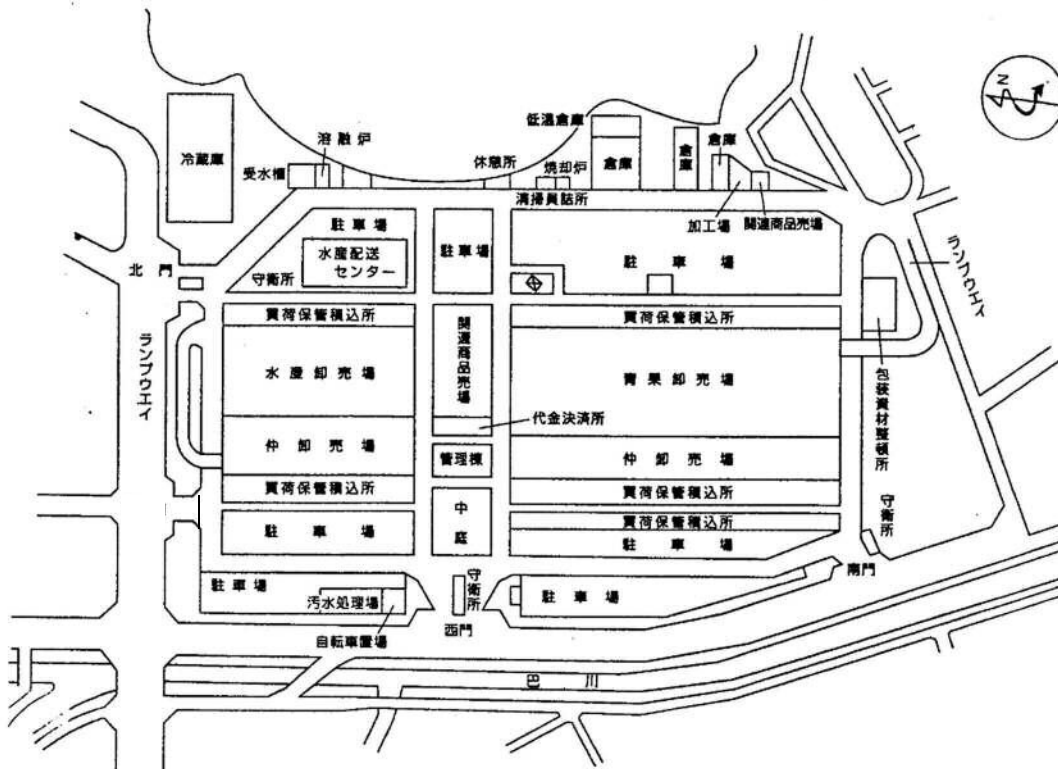 N
冷蔵庫
受水槽
溶融炉
休憩所
焼却炉
清掃員詰所
低温倉庫
倉庫
倉庫
倉庫
加工場
関連商品売場
ランプウエイ
北門
守衛所
駐車場
水産配送
センター
駐車場
駐車場
買荷保管積込所
水産卸売場
仲卸売場
買荷保管積込所
駐車場
関連商品売場
代金決済所
管理棟
中庭
買荷保管積込所
青果卸売場
仲卸売場
買荷保管積込所
買荷保管積込所
駐車場
包装資材整頓所
守衛所
南門
ランプウエイ
駐車場
汚水処理場
自転車置場
守衛所
西門
駐車場
川